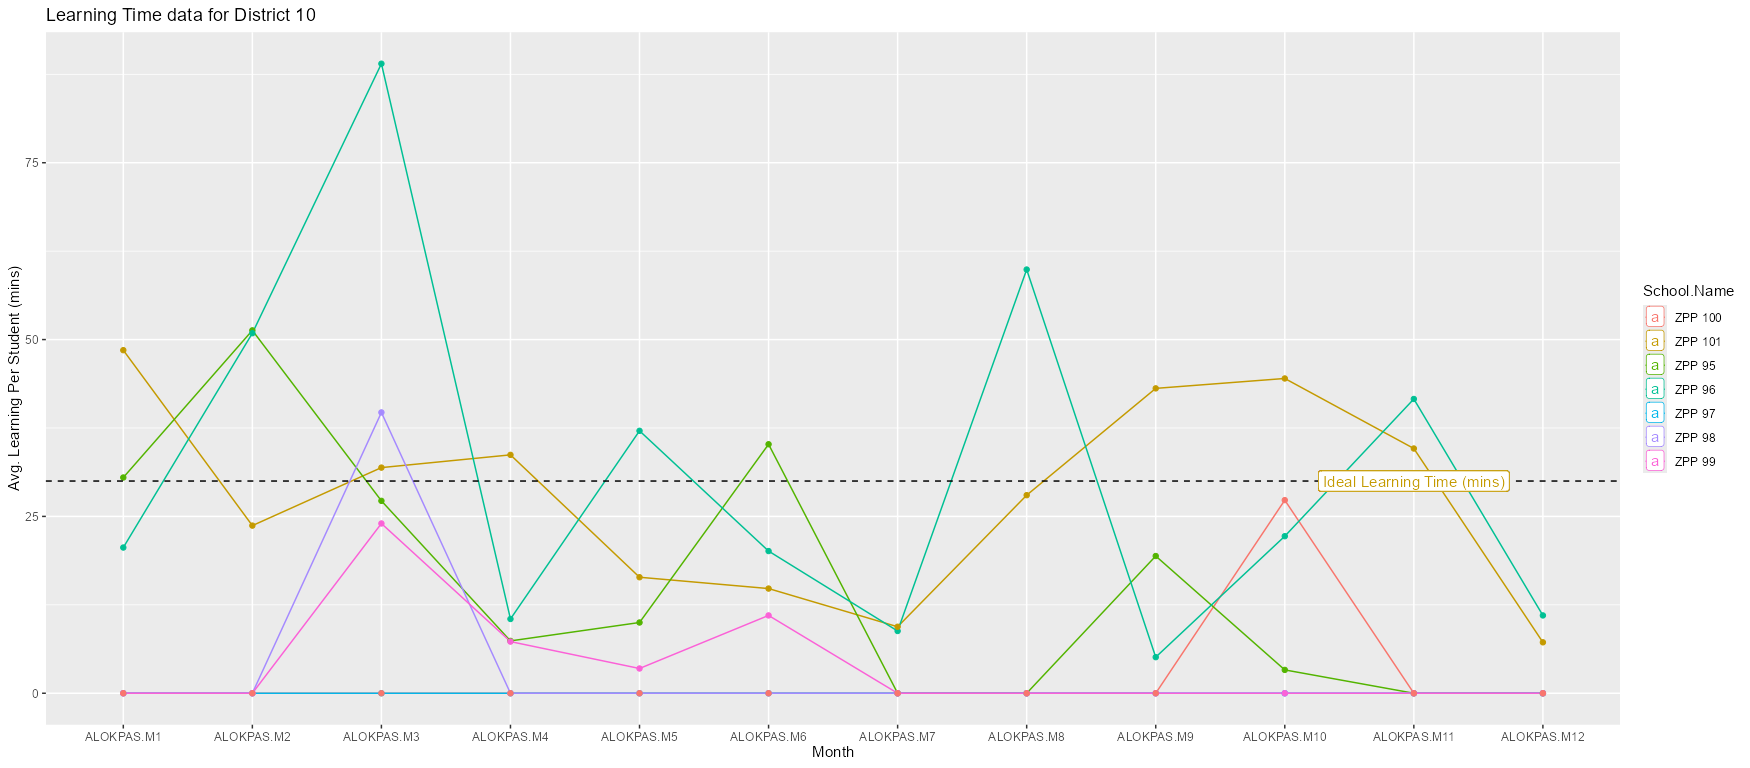 Learning Time data for District 10
Avg. Learning Per Student (mins)
75
50
25
0
Ideal Learning Time (mins)
ALOKPAS.M1 ALOKPAS.M2 ALOKPAS.M3 ALOKPAS.M4 ALOKPAS.M5 ALOKPAS.M6 ALOKPAS.M7 ALOKPAS.M8 ALOKPAS.M9 ALOKPAS.M10 ALOKPAS.M11 ALOKPAS.M12
Month
School.Name
a ZPP 100
a ZPP 101
a ZPP 95
a ZPP 96
a ZPP 97
a ZPP 98
a ZPP 99